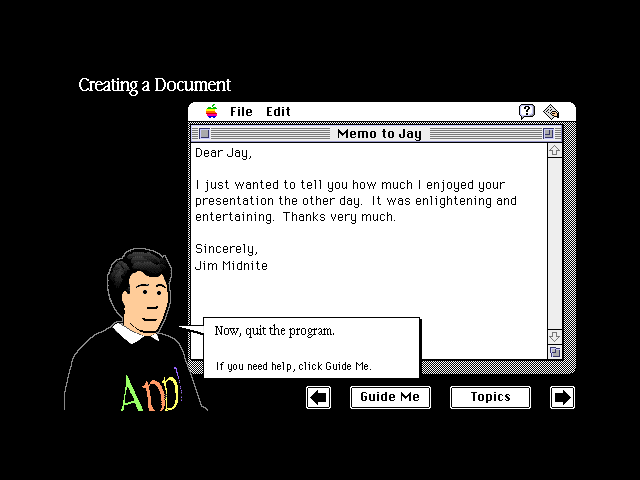 Creating a Document
File Edit
Memo to Jay
Dear Jay,
I just wanted to tell you how much I enjoyed your
presentation the other day. It was enlightening and
entertaining. Thanks very much.
Sincerely,
Jim Midnite
Now, quit the program.
If you need help, click Guide Me.
Appl
Guide Me
Topics